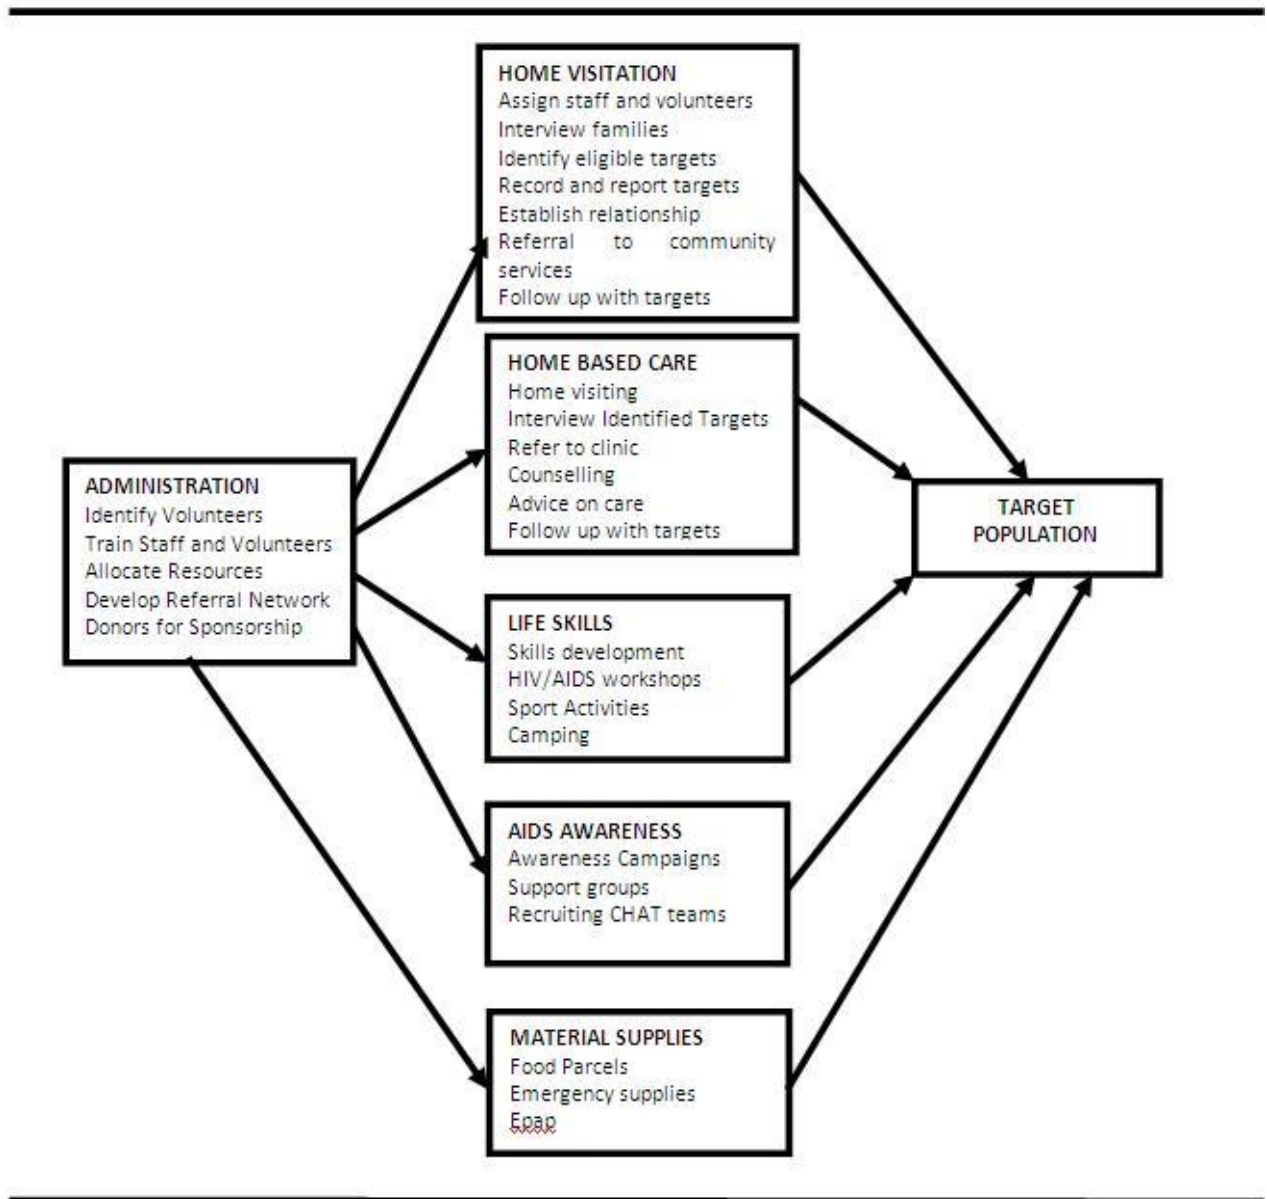 HOME VISITATION
Assign staff and volunteers
Interview families
Identify eligible targets
Record and report targets
Establish relationship
Referral to community
services
Follow up with targets
HOME BASED CARE
Home visiting
Interview Identified Targets
Refer to clinic
Counselling
Advice on care
Follow up with targets
ADMINISTRATION
Identify Volunteers
Train Staff and Volunteers
Allocate Resources
Develop Referral Network
Donors for Sponsorship
TARGET
POPULATION
LIFE SKILLS
Skills development
HIV/AIDS workshops
Sport Activities
Camping
AIDS AWARENESS
Awareness Campaigns
Support groups
Recruiting CHAT teams
MATERIAL SUPPLIES
Food Parcels
Emergency supplies
Epap